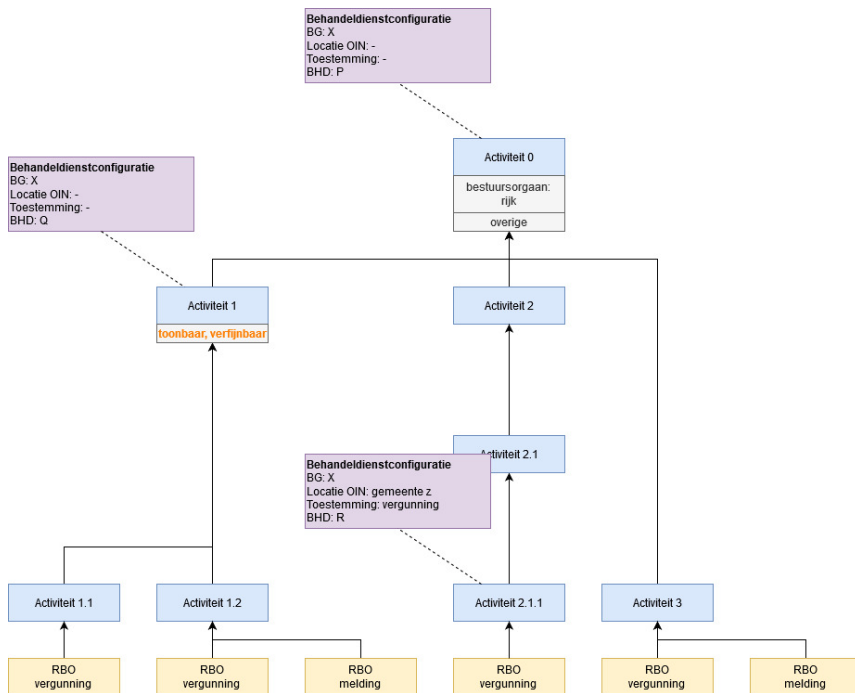 Behandeldienstconfiguratie
BG: X
Locatie OIN: -
Toestemming: -
BHD: P
Activiteit 0
bestuursorgaan:
rijk
overige
Behandeldienstconfiguratie
BG: X
Locatie OIN: -
Toestemming: -
BHD: Q
Activiteit 1
toonbaar, verfijnbaar
Activiteit 2
Activiteit 2.1
Behandeldienstconfiguratie
BG: X
Locatie OIN: gemeente z
Toestemming: vergunning
BHD: R
Activiteit 1.1
Activiteit 1.2
Activiteit 2.1.1
Activiteit 3
RBO
vergunning
RBO
vergunning
RBO
melding
RBO
vergunning
RBO
vergunning
RBO
melding